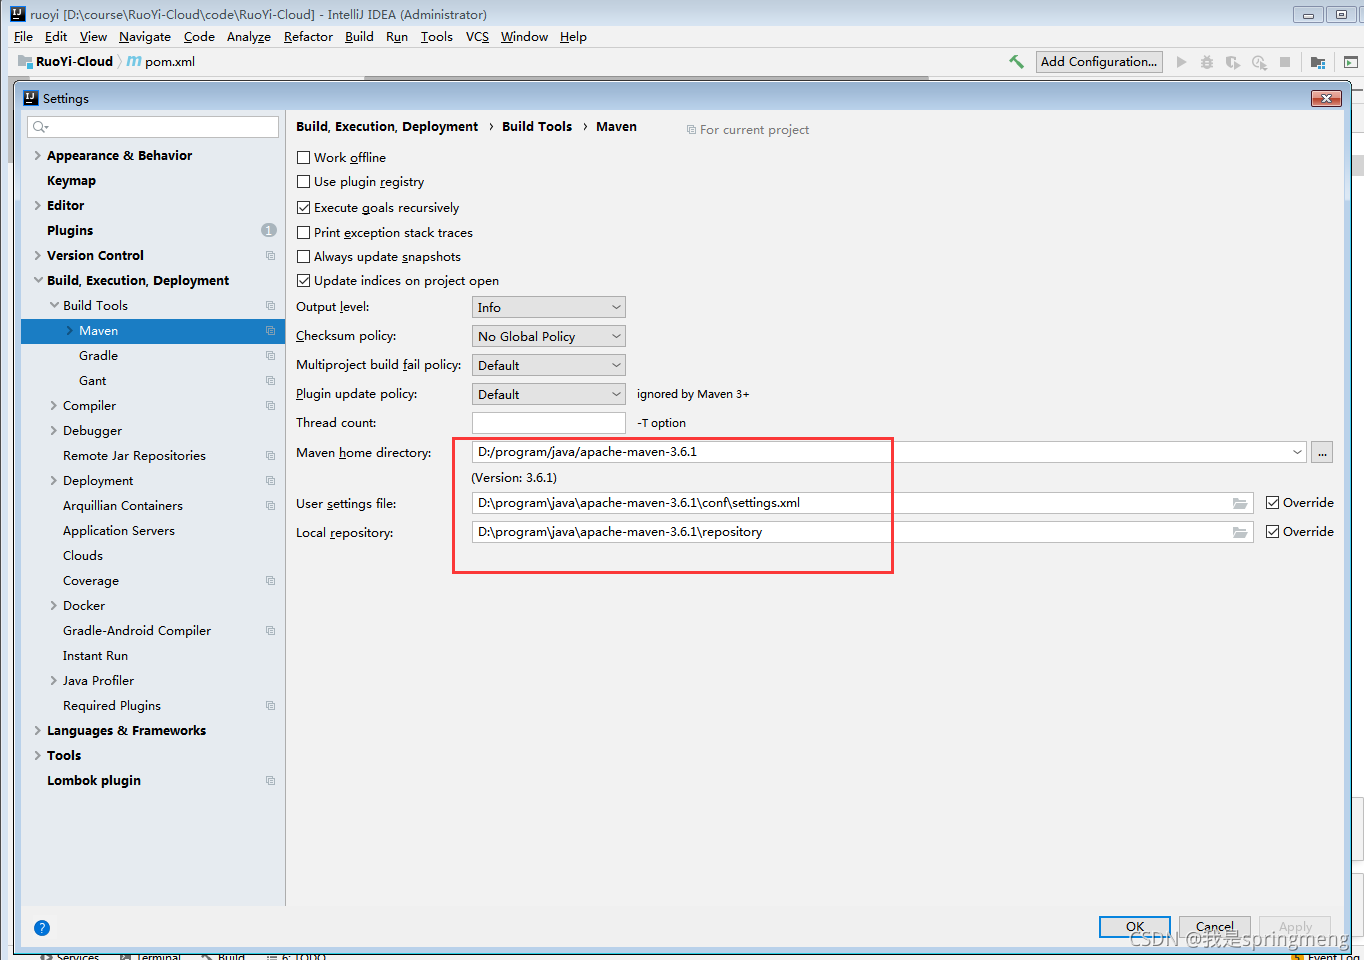 ruoyi [D:\course\RuoYi-Cloud\code\RuoYi-Cloud] - IntelliJ IDEA (Administrator)
File Edit View Navigate Code Analyze Refactor Build Run Tools VCS Window Help
RuoYi-Cloud pom.xml Add Configuration...
Settings
Build, Execution, Deployment › Build Tools › Maven For current project
Appearance & Behavior
Keymap
Editor
Plugins 1
Version Control
Build, Execution, Deployment
Build Tools
Maven
Gradle
Gant
Compiler
Debugger
Remote Jar Repositories
Deployment
Arquillian Containers
Application Servers
Clouds
Coverage
Docker
Gradle-Android Compiler
Instant Run
Java Profiler
Required Plugins
Languages & Frameworks
Tools
Lombok plugin
Work offline
Use plugin registry
Execute goals recursively
Print exception stack traces
Always update snapshots
Update indices on project open
Output level: Info
Checksum policy: No Global Policy
Multiproject build fail policy: Default
Plugin update policy: Default ignored by Maven 3+
Thread count: -T option
Maven home directory: D:/program/java/apache-maven-3.6.1 ...
(Version: 3.6.1)
User settings file: D:\program\java\apache-maven-3.6.1\conf\settings.xml Override
Local repository: D:\program\java\apache-maven-3.6.1\repository Override
? OK Cancel Apply
CSDN @我是springmeng
Services Terminal Build 6: TODO Event Log